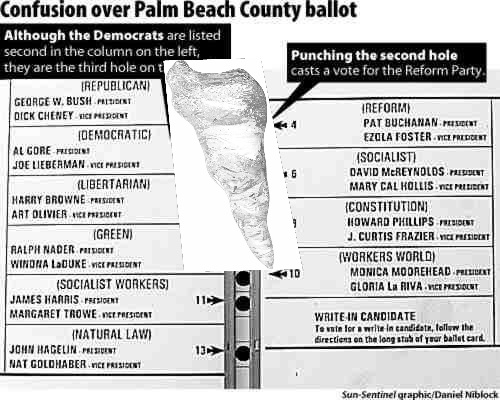 Confusion over Palm Beach County ballot
Although the Democrats are listed
second in the column on the left,
they are the third hole on
Punching the second hole
casts a vote for the Reform Party.
(REPUBLICAN)
GEORGE W. BUSH - PRESIDENT
DICK CHENEY - VICE PRESIDENT
(DEMOCRATIC)
AL GORE - PRESIDENT
JOE LIEBERMAN - VICE PRESIDENT
(LIBERTARIAN)
HARRY BROWNE - PRESIDENT
ART OLIVIER - VICE PRESIDENT
(GREEN)
RALPH NADER - PRESIDENT
WINONA LaDUKE - VICE PRESIDENT
(SOCIALIST WORKERS)
JAMES HARRIS - PRESIDENT
MARGARET TROWE - VICE PRESIDENT
11
(NATURAL LAW)
JOHN HAGELIN - PRESIDENT
NAT GOLDHABER - VICE PRESIDENT
13
(REFORM)
4
PAT BUCHANAN - PRESIDENT
EZOLA FOSTER - VICE PRESIDENT
(SOCIALIST)
6
DAVID McREYNOLDS - PRESIDENT
MARY CAL HOLLIS - VICE PRESIDENT
(CONSTITUTION)
HOWARD PHILLIPS - PRESIDENT
J. CURTIS FRAZIER - VICE PRESIDENT
(WORKERS WORLD)
10
MONICA MOOREHEAD - PRESIDENT
GLORIA La RIVA - VICE PRESIDENT
WRITE-IN CANDIDATE
To vote for a write-in candidate, follow the
directions on the long stub of your ballot card.
Sun-Sentinel graphic/Daniel Niblock